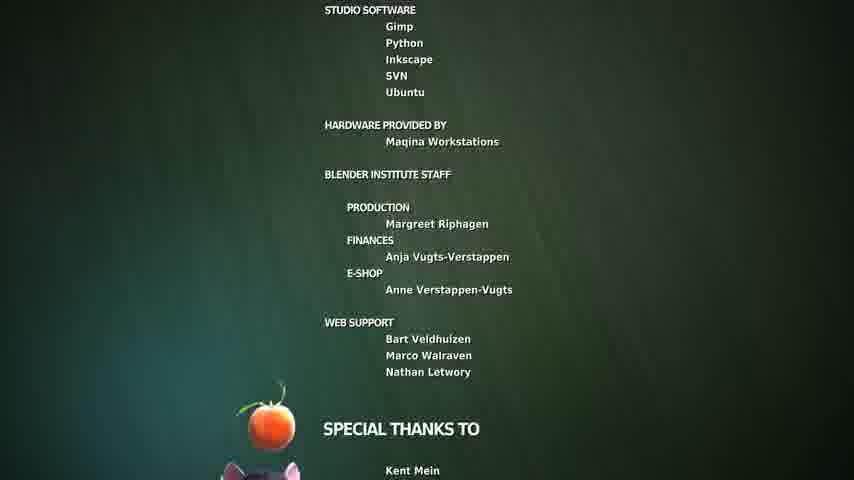 STUDIO SOFTWARE
Gimp
Python
Inkscape
SVN
Ubuntu
HARDWARE PROVIDED BY
Maqina Workstations
BLENDER INSTITUTE STAFF
PRODUCTION
Margreet Riphagen
FINANCES
Anja Vugts-Verstappen
E-SHOP
Anne Verstappen-Vugts
WEB SUPPORT
Bart Veldhuizen
Marco Walraven
Nathan Letwory
SPECIAL THANKS TO
Kent Mein